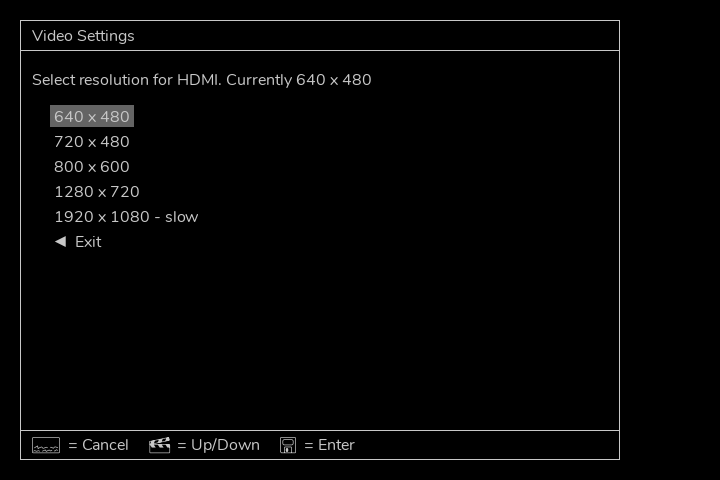 Video Settings
Select resolution for HDMI. Currently 640 x 480
640 x 480
720 x 480
800 x 600
1280 x 720
1920 x 1080 - slow
◄ Exit
= Cancel = Up/Down = Enter